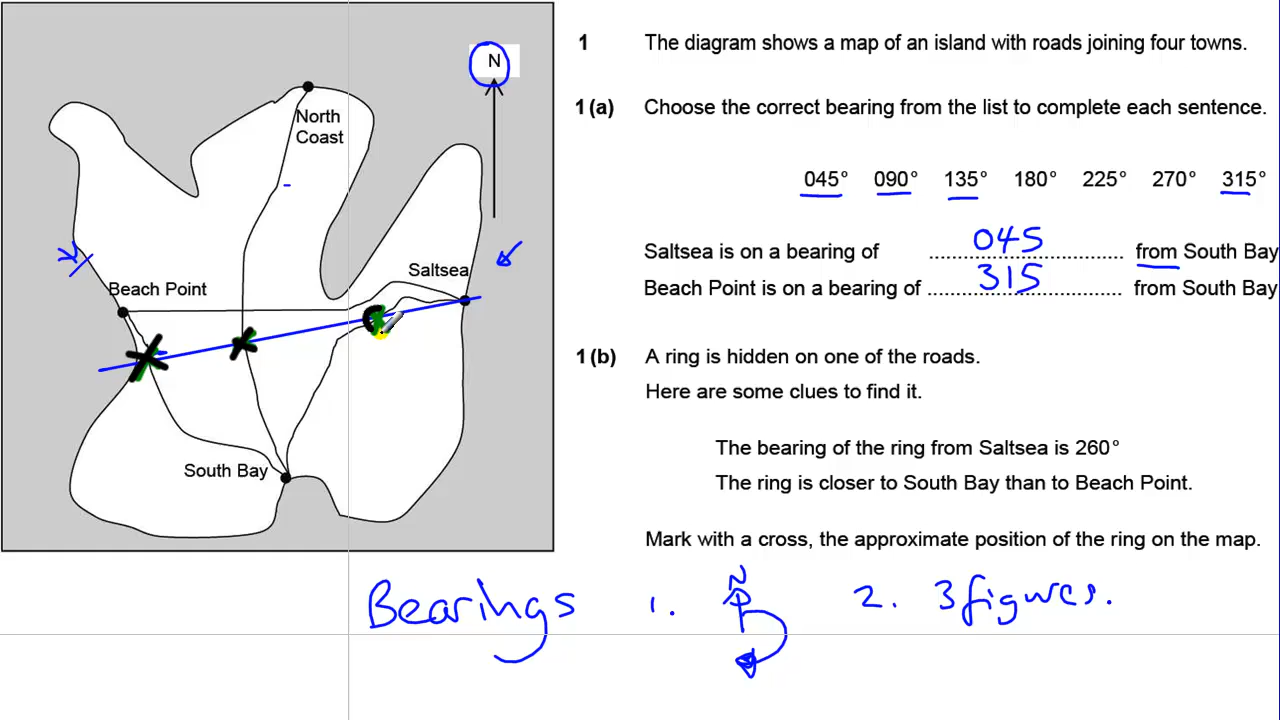 N
North
Coast
Saltsea
Beach Point
South Bay
1 The diagram shows a map of an island with roads joining four towns.
1(a) Choose the correct bearing from the list to complete each sentence.
045° 090° 135° 180° 225° 270° 315°
Saltsea is on a bearing of 045 from South Bay
Beach Point is on a bearing of 315 from South Bay
1(b) A ring is hidden on one of the roads.
Here are some clues to find it.
The bearing of the ring from Saltsea is 260°
The ring is closer to South Bay than to Beach Point.
Mark with a cross, the approximate position of the ring on the map.
Bearings 1. N 2. 3 figures.